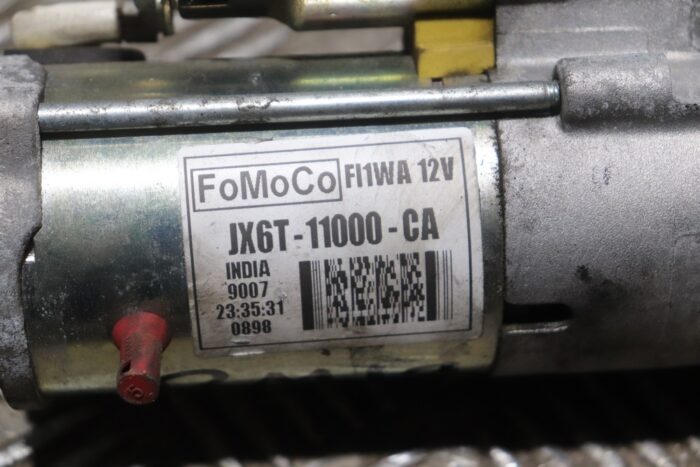 FoMoCo FI1WA 12V
JX6T-11000-CA
INDIA
9007
23:35:31
0898